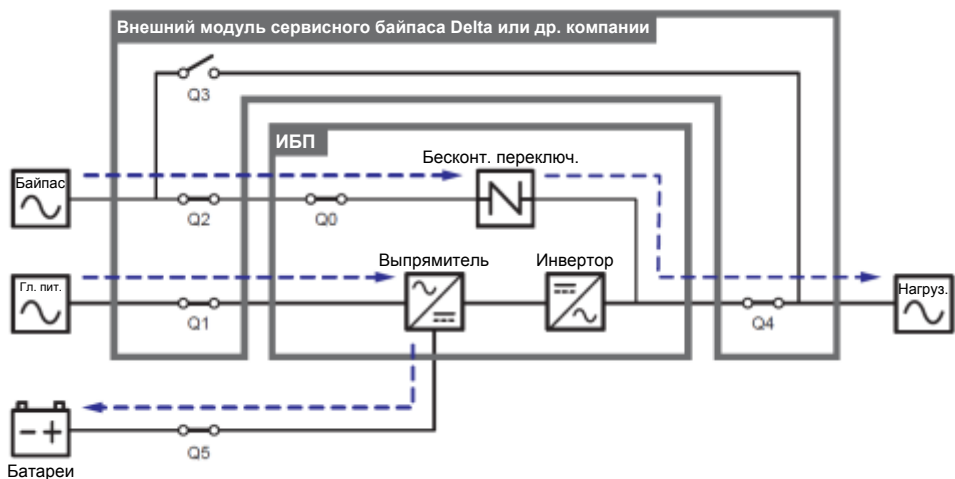 Внешний модуль сервисного байпаса Delta или др. компании
Q3
ИБП
Бесконт. переключ.
Байпас
Q2
Q0
Выпрямитель
Инвертор
Гл. пит.
Нагруз.
Q1
Q4
Q5
Батареи